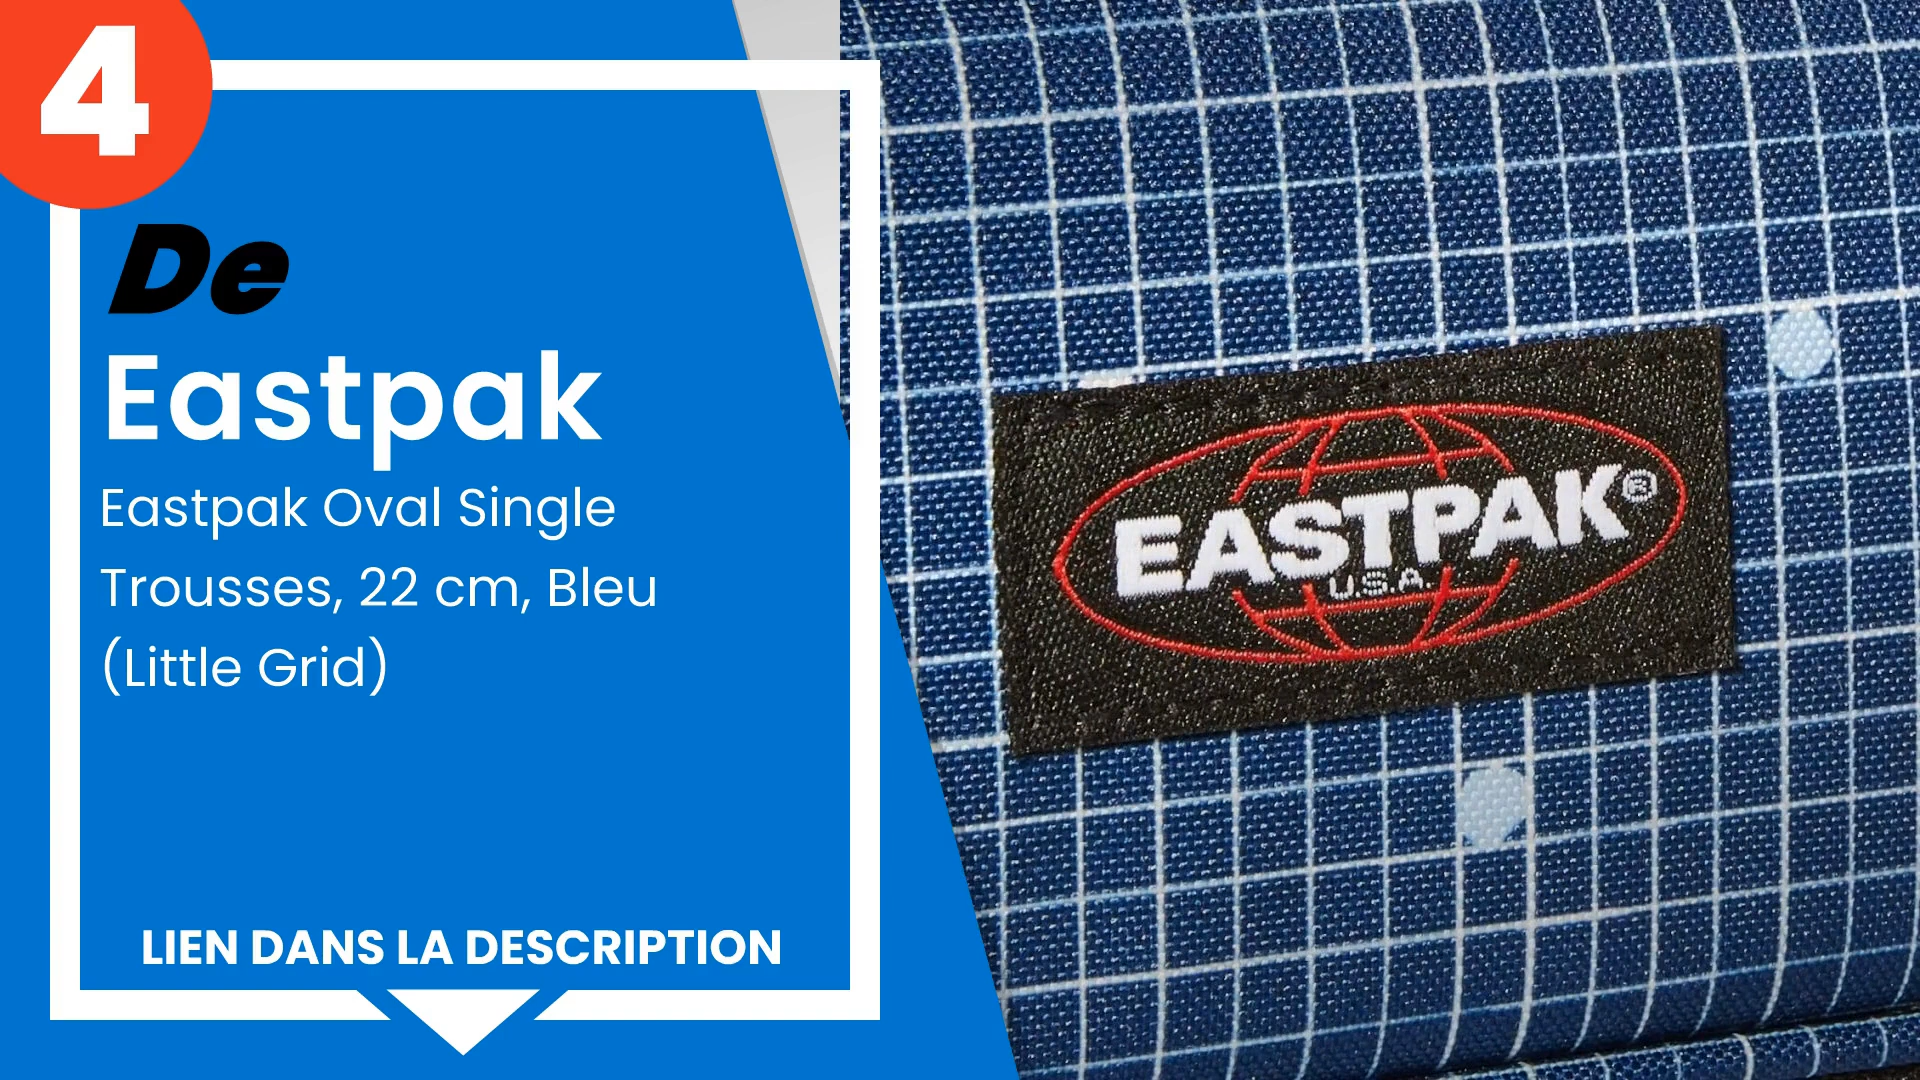 4
De
Eastpak
Eastpak Oval Single
Trousses, 22 cm, Bleu
(Little Grid)
LIEN DANS LA DESCRIPTION
EASTPAK®
U.S.A.